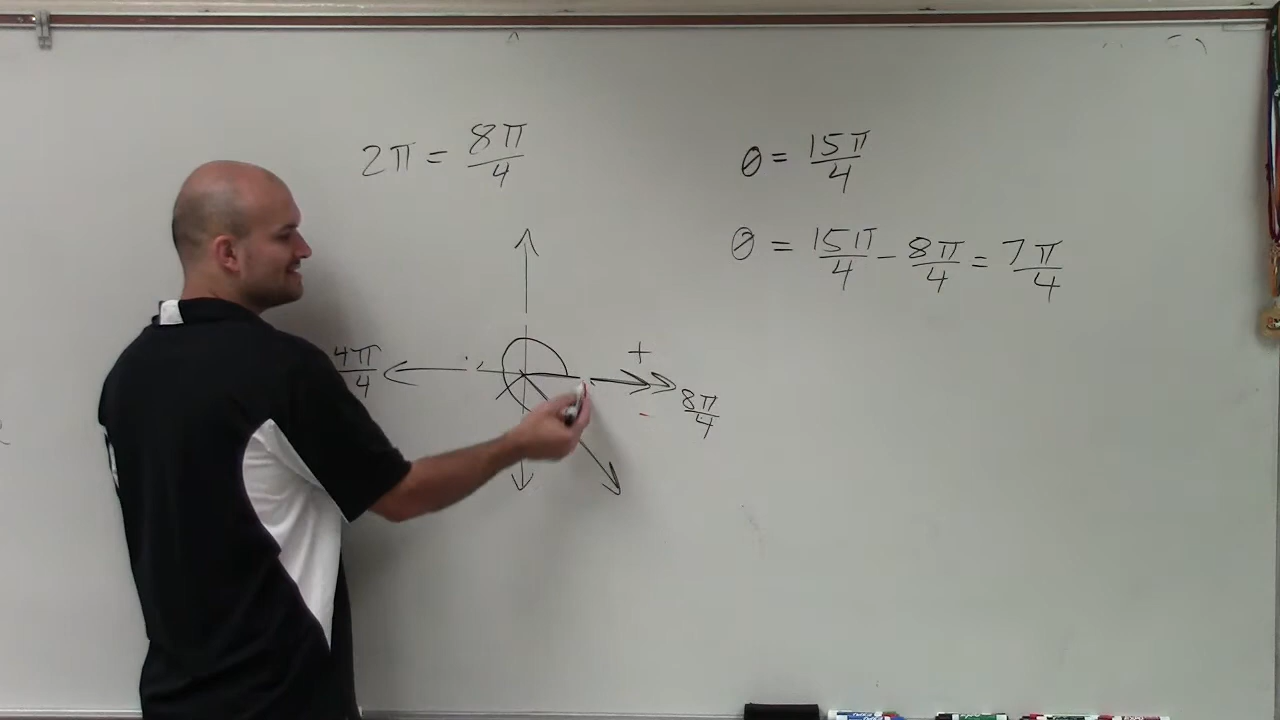 2π = 8π/4
θ = 15π/4
θ = 15π/4 - 8π/4 = 7π/4
4π/4
+
8π/4
-